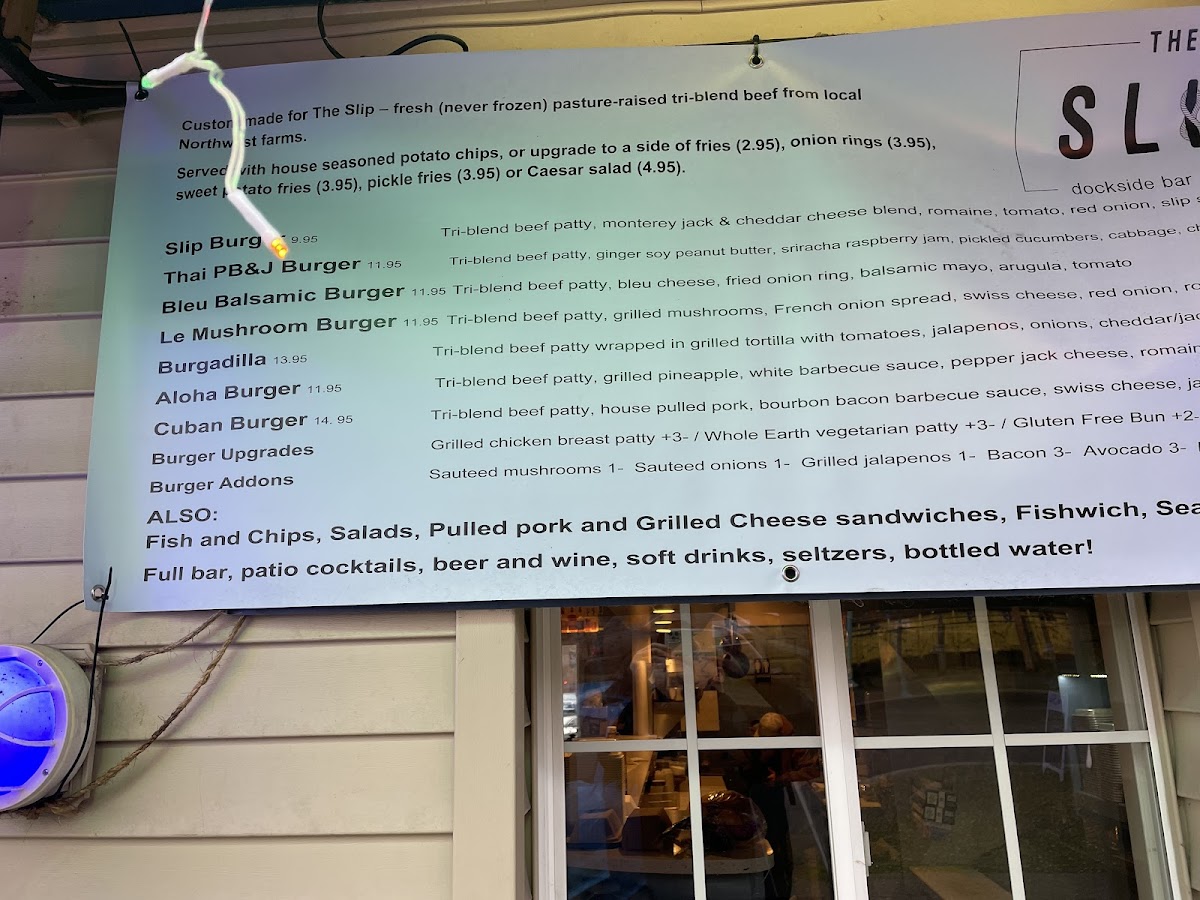 THE
SL
dockside bar
Custom made for The Slip – fresh (never frozen) pasture-raised tri-blend beef from local
Northwest farms.
Served with house seasoned potato chips, or upgrade to a side of fries (2.95), onion rings (3.95),
sweet potato fries (3.95), pickle fries (3.95) or Caesar salad (4.95).
Slip Burger 9.95 Tri-blend beef patty, monterey jack & cheddar cheese blend, romaine, tomato, red onion, slip
Thai PB&J Burger 11.95 Tri-blend beef patty, ginger soy peanut butter, sriracha raspberry jam, pickled cucumbers, cabbage,
Bleu Balsamic Burger 11.95 Tri-blend beef patty, bleu cheese, fried onion ring, balsamic mayo, arugula, tomato
Le Mushroom Burger 11.95 Tri-blend beef patty, grilled mushrooms, French onion spread, swiss cheese, red onion,
Burgadilla 13.95 Tri-blend beef patty wrapped in grilled tortilla with tomatoes, jalapenos, onions, cheddar/jac
Aloha Burger 11.95 Tri-blend beef patty, grilled pineapple, white barbecue sauce, pepper jack cheese, romain
Cuban Burger 14. 95 Tri-blend beef patty, house pulled pork, bourbon bacon barbecue sauce, swiss cheese, ja
Burger Upgrades Grilled chicken breast patty +3- / Whole Earth vegetarian patty +3- / Gluten Free Bun +2-
Burger Addons Sauteed mushrooms 1- Sauteed onions 1- Grilled jalapenos 1- Bacon 3- Avocado 3-
ALSO:
Fish and Chips, Salads, Pulled pork and Grilled Cheese sandwiches, Fishwich, Sea
Full bar, patio cocktails, beer and wine, soft drinks, seltzers, bottled water!